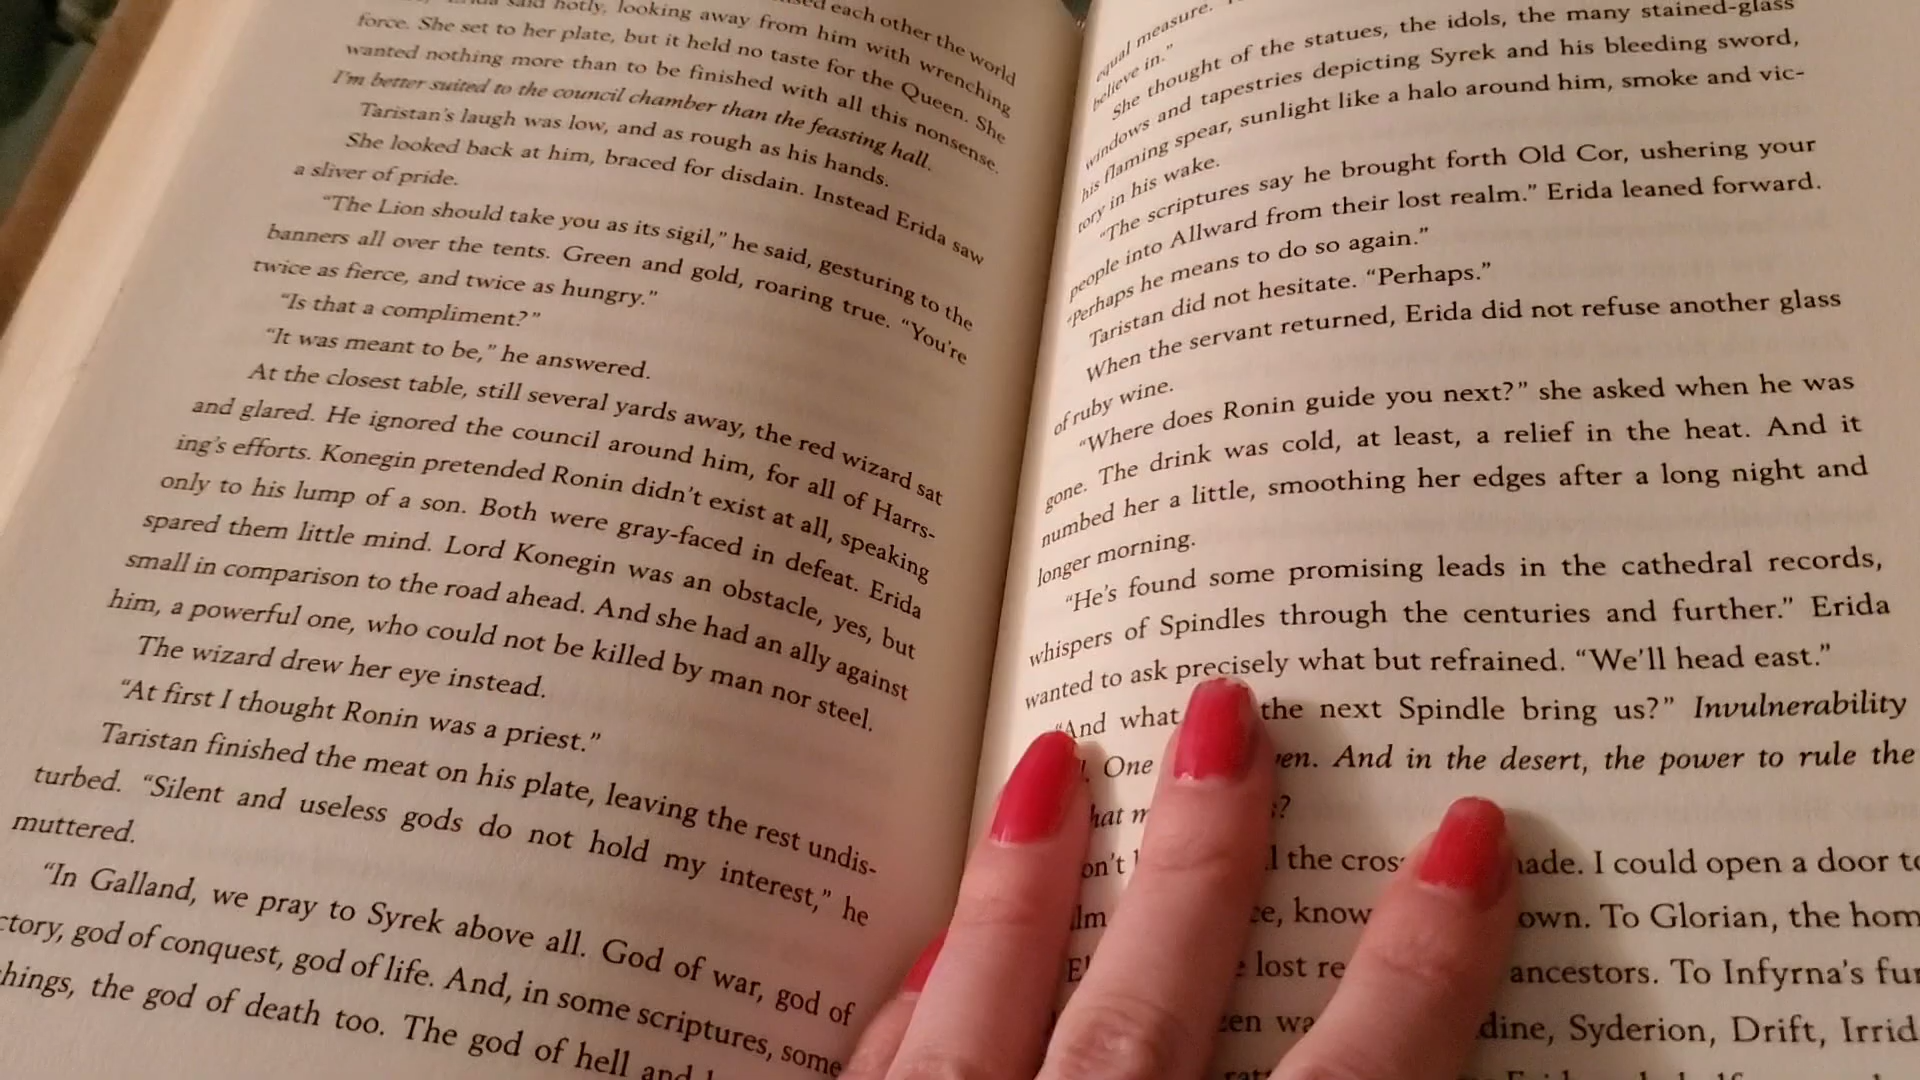 each other the world
said hotly, looking away from him with wrenching
force. She set to her plate, but it held no taste for the Queen. She
wanted nothing more than to be finished with all this nonsense.
I'm better suited to the council chamber than the feasting hall.
Taristan's laugh was low, and as rough as his hands.
She looked back at him, braced for disdain. Instead Erida saw
a sliver of pride.
"The Lion should take you as its sigil," he said, gesturing to the
banners all over the tents. Green and gold, roaring true. "You're
twice as fierce, and twice as hungry."
"Is that a compliment?"
"It was meant to be," he answered.
At the closest table, still several yards away, the red wizard sat
and glared. He ignored the council around him, for all of Harrs-
ing's efforts. Konegin pretended Ronin didn't exist at all, speaking
only to his lump of a son. Both were gray-faced in defeat. Erida
spared them little mind. Lord Konegin was an obstacle, yes, but
small in comparison to the road ahead. And she had an ally against
him, a powerful one, who could not be killed by man nor steel.
The wizard drew her eye instead.
"At first I thought Ronin was a priest."
Taristan finished the meat on his plate, leaving the rest undis-
turbed. "Silent and useless gods do not hold my interest," he
muttered.
"In Galland, we pray to Syrek above all. God of war, god of
ctory, god of conquest, god of life. And, in some scriptures, some
hings, the god of death too. The god of hell and
equal measure.
believe in."
She thought of the statues, the idols, the many stained-glass
windows and tapestries depicting Syrek and his bleeding sword,
his flaming spear, sunlight like a halo around him, smoke and vic-
tory in his wake.
"The scriptures say he brought forth Old Cor, ushering your
people into Allward from their lost realm." Erida leaned forward.
"Perhaps he means to do so again."
Taristan did not hesitate. "Perhaps."
When the servant returned, Erida did not refuse another glass
of ruby wine.
"Where does Ronin guide you next?" she asked when he was
gone. The drink was cold, at least, a relief in the heat. And it
numbed her a little, smoothing her edges after a long night and
longer morning.
"He's found some promising leads in the cathedral records,
whispers of Spindles through the centuries and further." Erida
wanted to ask precisely what but refrained. "We'll head east."
"And what the next Spindle bring us?" Invulnerability
. One en. And in the desert, the power to rule the
hat m s?
on't l the cros made. I could open a door to
lm e, know own. To Glorian, the hom
lost re ancestors. To Infyrna's fur
en wa dine, Syderion, Drift, Irrid